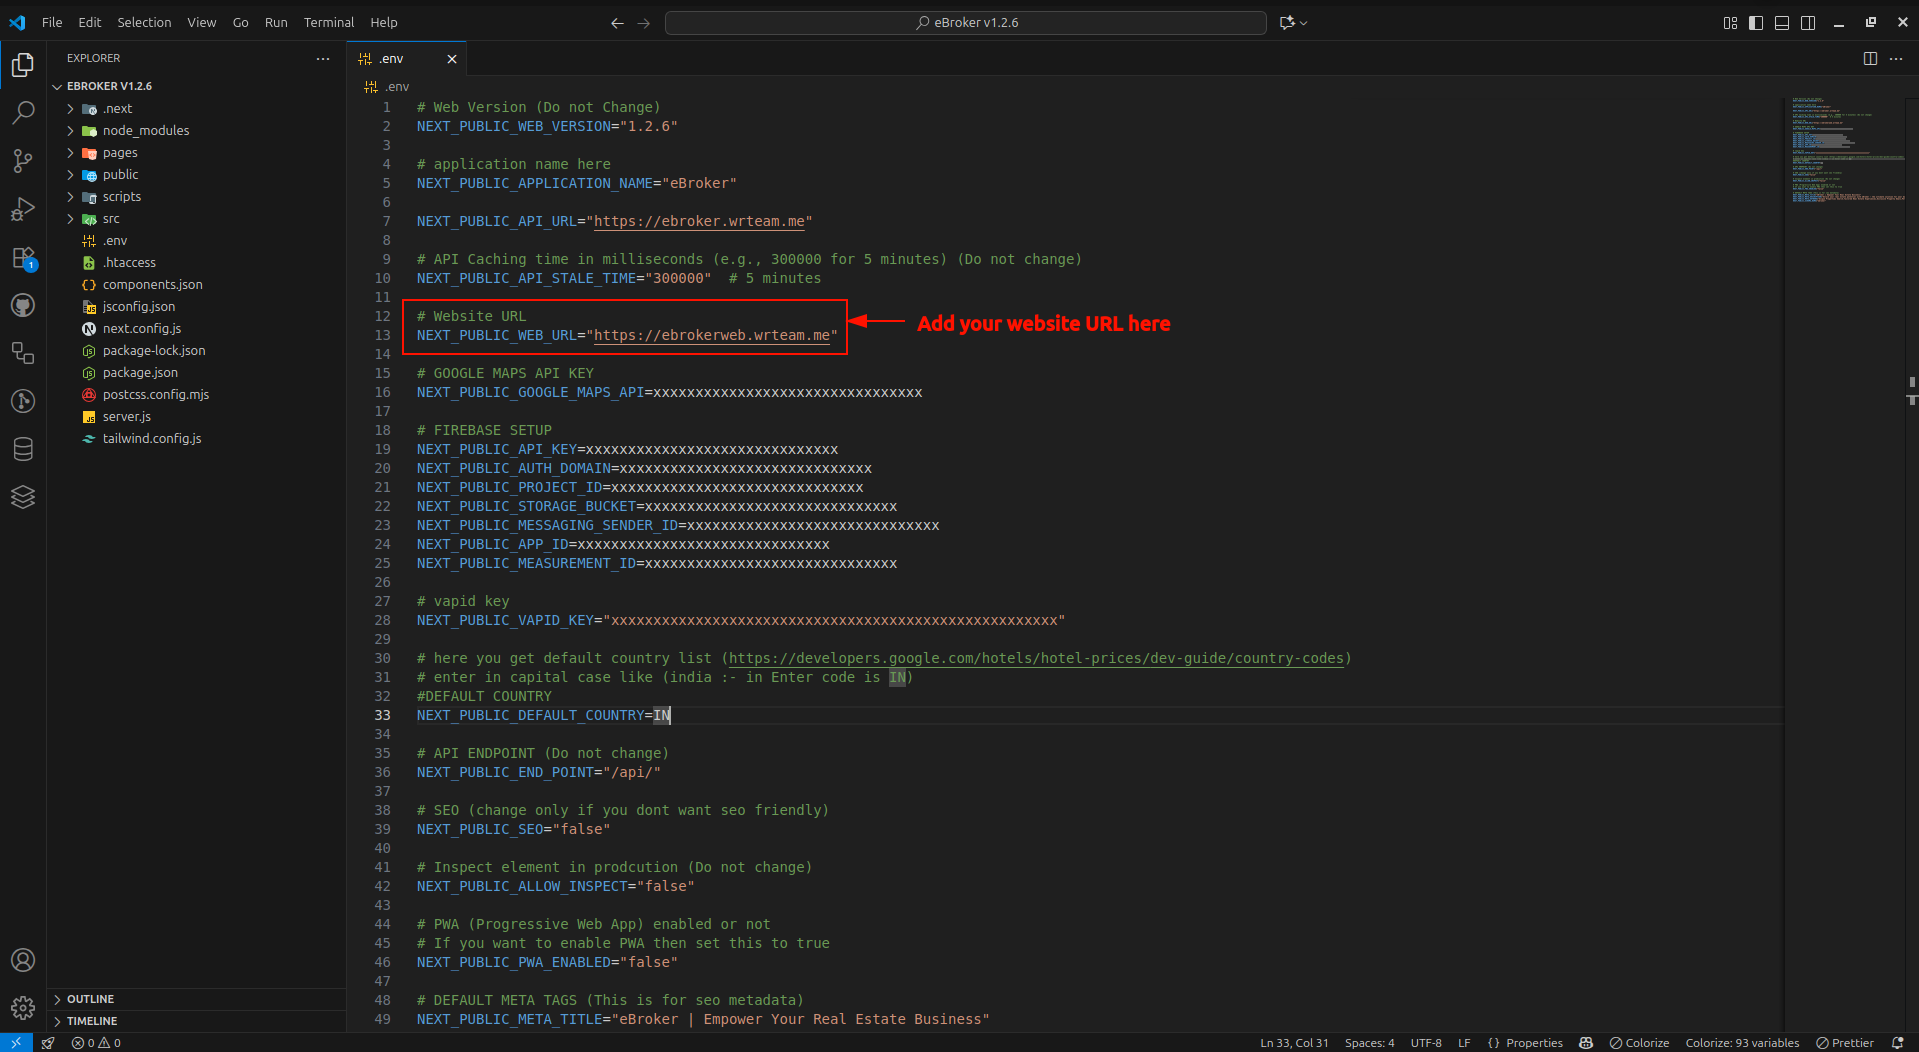 File Edit Selection View Go Run Terminal Help
eBroker v1.2.6
EXPLORER
EBROKER V1.2.6
.next
node_modules
pages
public
scripts
src
.env
.htaccess
components.json
jsconfig.json
next.config.js
package-lock.json
package.json
postcss.config.mjs
server.js
tailwind.config.js
OUTLINE
TIMELINE
1
.env
.env
1 # Web Version (Do not Change)
2 NEXT_PUBLIC_WEB_VERSION="1.2.6"
3
4 # application name here
5 NEXT_PUBLIC_APPLICATION_NAME="eBroker"
6
7 NEXT_PUBLIC_API_URL="https://ebroker.wrteam.me"
8
9 # API Caching time in milliseconds (e.g., 300000 for 5 minutes) (Do not change)
10 NEXT_PUBLIC_API_STALE_TIME="300000"  # 5 minutes
11
12 # Website URL
13 NEXT_PUBLIC_WEB_URL="https://ebrokerweb.wrteam.me"
Add your website URL here
14
15 # GOOGLE MAPS API KEY
16 NEXT_PUBLIC_GOOGLE_MAPS_API=xxxxxxxxxxxxxxxxxxxxxxxxxxxxxxxx
17
18 # FIREBASE SETUP
19 NEXT_PUBLIC_API_KEY=xxxxxxxxxxxxxxxxxxxxxxxxxxxxxx
20 NEXT_PUBLIC_AUTH_DOMAIN=xxxxxxxxxxxxxxxxxxxxxxxxxxxxxx
21 NEXT_PUBLIC_PROJECT_ID=xxxxxxxxxxxxxxxxxxxxxxxxxxxxxx
22 NEXT_PUBLIC_STORAGE_BUCKET=xxxxxxxxxxxxxxxxxxxxxxxxxxxxxx
23 NEXT_PUBLIC_MESSAGING_SENDER_ID=xxxxxxxxxxxxxxxxxxxxxxxxxxxxxx
24 NEXT_PUBLIC_APP_ID=xxxxxxxxxxxxxxxxxxxxxxxxxxxxxx
25 NEXT_PUBLIC_MEASUREMENT_ID=xxxxxxxxxxxxxxxxxxxxxxxxxxxxxx
26
27 # vapid key
28 NEXT_PUBLIC_VAPID_KEY="xxxxxxxxxxxxxxxxxxxxxxxxxxxxxxxxxxxxxxxxxxxxxxxxxxxxx"
29
30 # here you get default country list (https://developers.google.com/hotels/hotel-prices/dev-guide/country-codes)
31 # enter in capital case like (india :- in Enter code is IN)
32 #DEFAULT COUNTRY
33 NEXT_PUBLIC_DEFAULT_COUNTRY=IN
34
35 # API ENDPOINT (Do not change)
36 NEXT_PUBLIC_END_POINT="/api/"
37
38 # SEO (change only if you dont want seo friendly)
39 NEXT_PUBLIC_SEO="false"
40
41 # Inspect element in prodcution (Do not change)
42 NEXT_PUBLIC_ALLOW_INSPECT="false"
43
44 # PWA (Progressive Web App) enabled or not
45 # If you want to enable PWA then set this to true
46 NEXT_PUBLIC_PWA_ENABLED="false"
47
48 # DEFAULT META TAGS (This is for seo metadata)
49 NEXT_PUBLIC_META_TITLE="eBroker | Empower Your Real Estate Business"
0 0 Ln 33, Col 31 Spaces: 4 UTF-8 LF {} Properties Colorize Colorize: 93 variables Prettier